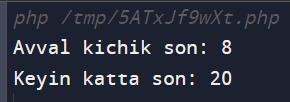 php /tmp/5ATxJf9wXt.php
Avval kichik son: 8
Keyin katta son: 20